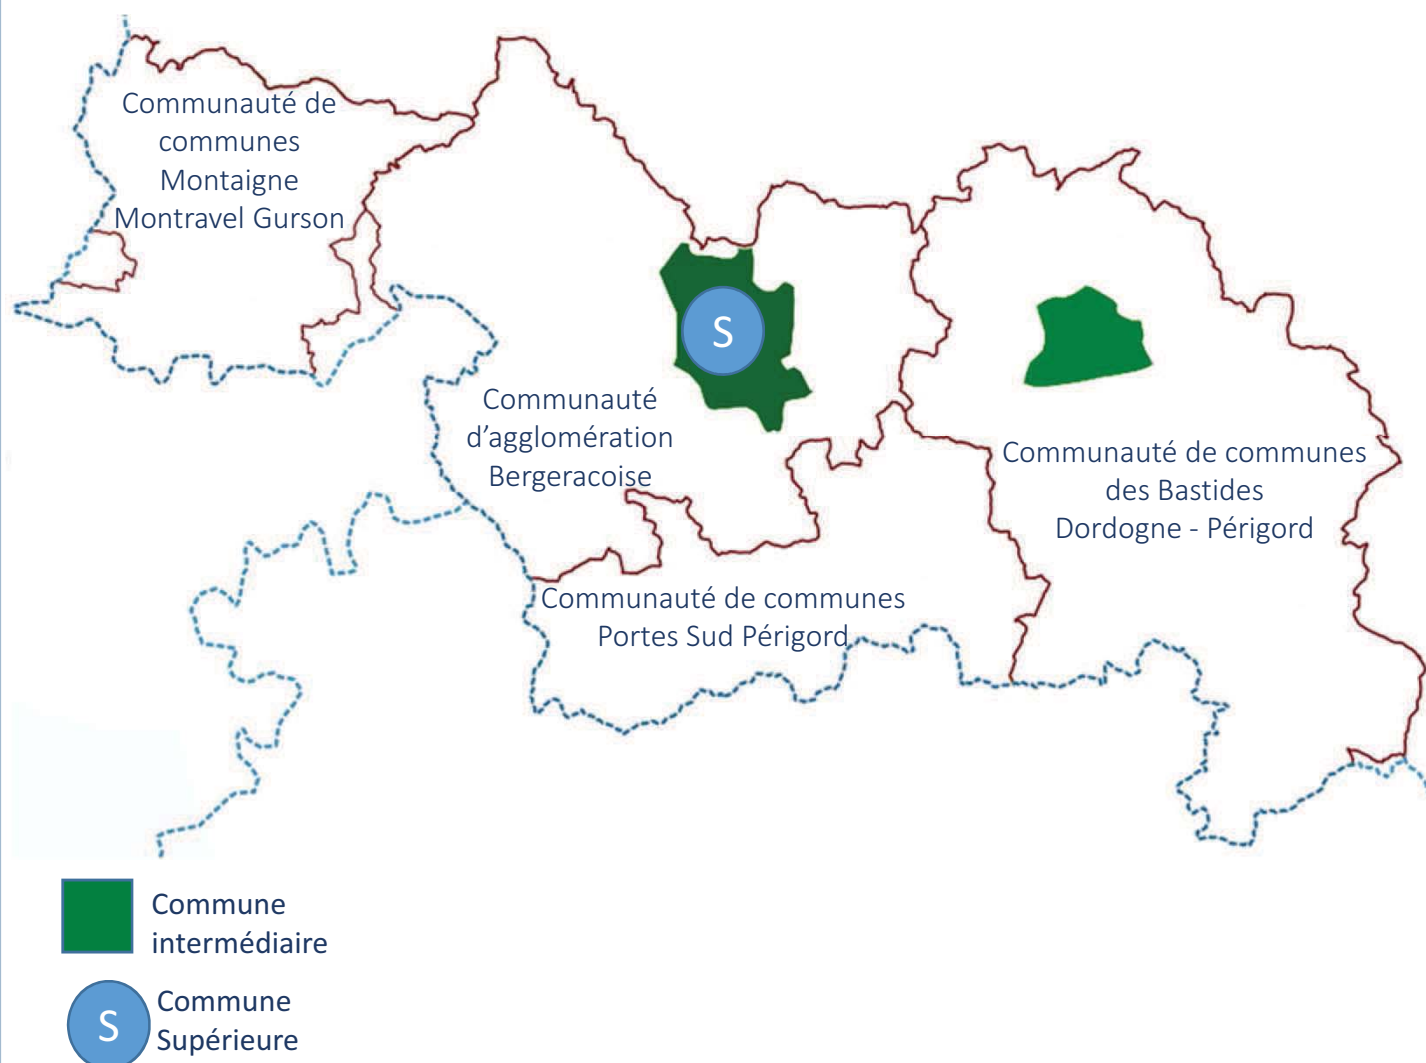 Communauté de
communes
Montaigne
Montravel Gurson
S
Communauté
d’agglomération
Bergeracoise
Communauté de communes
des Bastides
Dordogne - Périgord
Communauté de communes
Portes Sud Périgord
Commune
intermédiaire
S
Commune
Supérieure